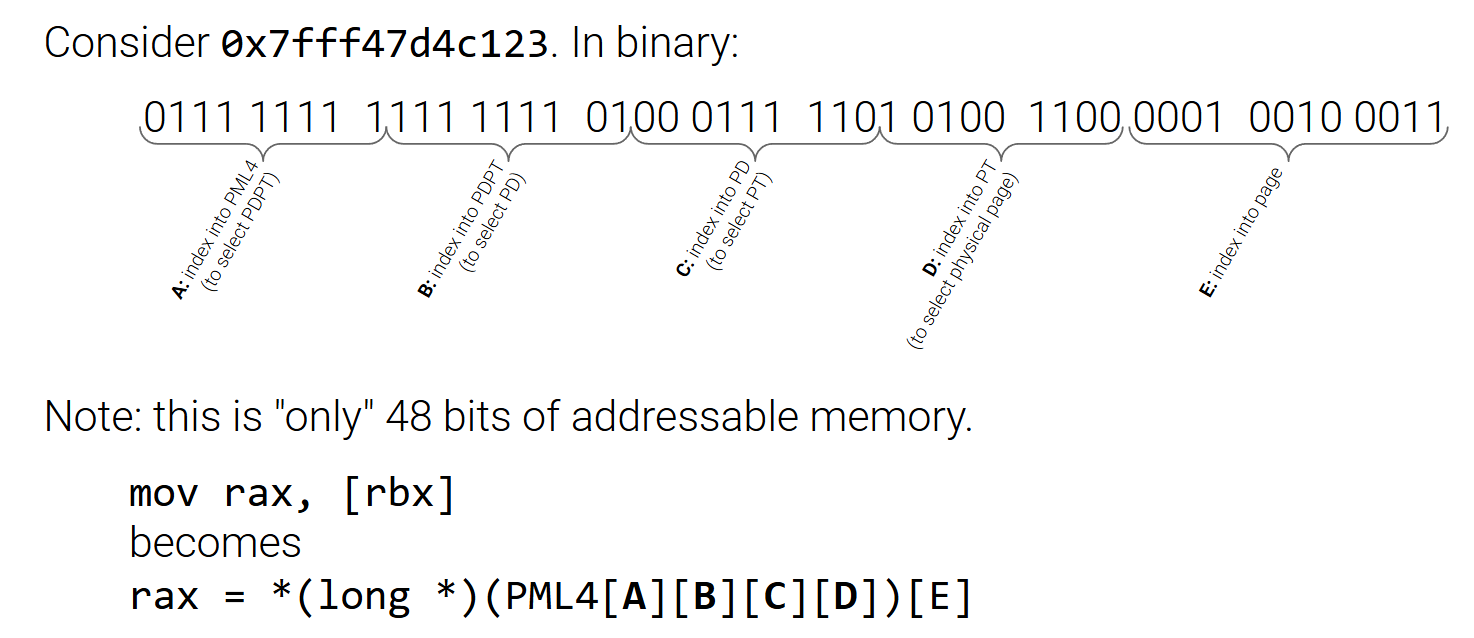 Consider 0x7fff47d4c123. In binary:
0111 1111 1111 1111 0100 0111 1101 0100 1100 0001 0010 0011
A: index into PML4
(to select PDPT)
B: index into PDPT
(to select PD)
C: index into PD
(to select PT)
D: index into PT
(to select physical page)
E: index into page
Note: this is "only" 48 bits of addressable memory.
mov rax, [rbx]
becomes
rax = *(long *)(PML4[A][B][C][D])[E]